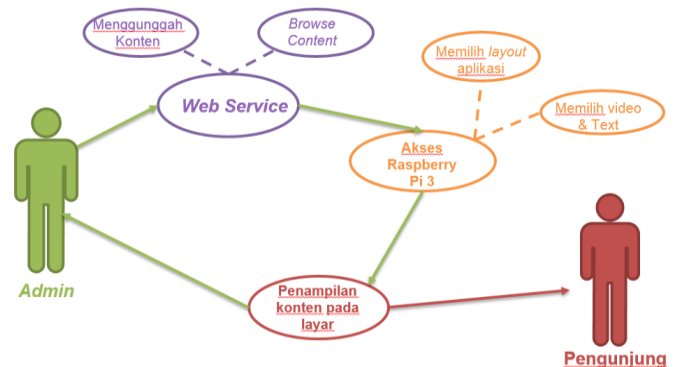 Menggunggah
Konten
Browse
Content
Web Service
Memilih layout
aplikasi
Memilih video
& Text
Akses
Raspberry
Pi 3
Admin
Penampilan
konten pada
layar
Pengunjung